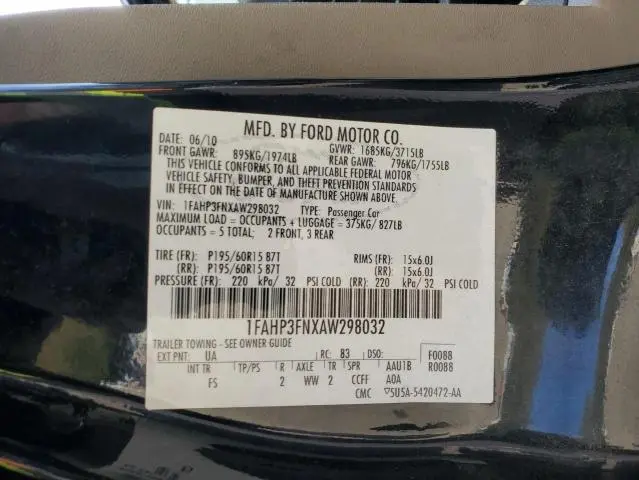 MFD. BY FORD MOTOR CO.
DATE: 06/10 GVWR: 1685KG/3715LB
FRONT GAWR: 895KG/1974LB REAR GAWR: 796KG/1755LB
THIS VEHICLE CONFORMS TO ALL APPLICABLE FEDERAL MOTOR
VEHICLE SAFETY, BUMPER, AND THEFT PREVENTION STANDARDS
IN EFFECT ON THE DATE OF MANUFACTURE SHOWN ABOVE.
VIN: 1FAHP3FNXAW298032 TYPE: Passenger Car
MAXIMUM LOAD = OCCUPANTS + LUGGAGE = 375KG/ 827LB
OCCUPANTS = 5 TOTAL; 2 FRONT, 3 REAR
TIRE (FR): P195/60R15 87T RIMS (FR): 15x6.0J
(RR): P195/60R15 87T (RR): 15x6.0J
PRESSURE (FR): 220 kPa/ 32 PSI COLD (RR): 220 kPa/ 32 PSI COLD
1FAHP3FNXAW298032
TRAILER TOWING - SEE OWNER GUIDE
EXT PNT: UA RC: 83 DSO: F0088
INT TR TP/PS R AXLE TR SPR AAU1B R0088
FS 2 WW 2 CCFF AOA
CMC ▽5U5A-5420472-AA